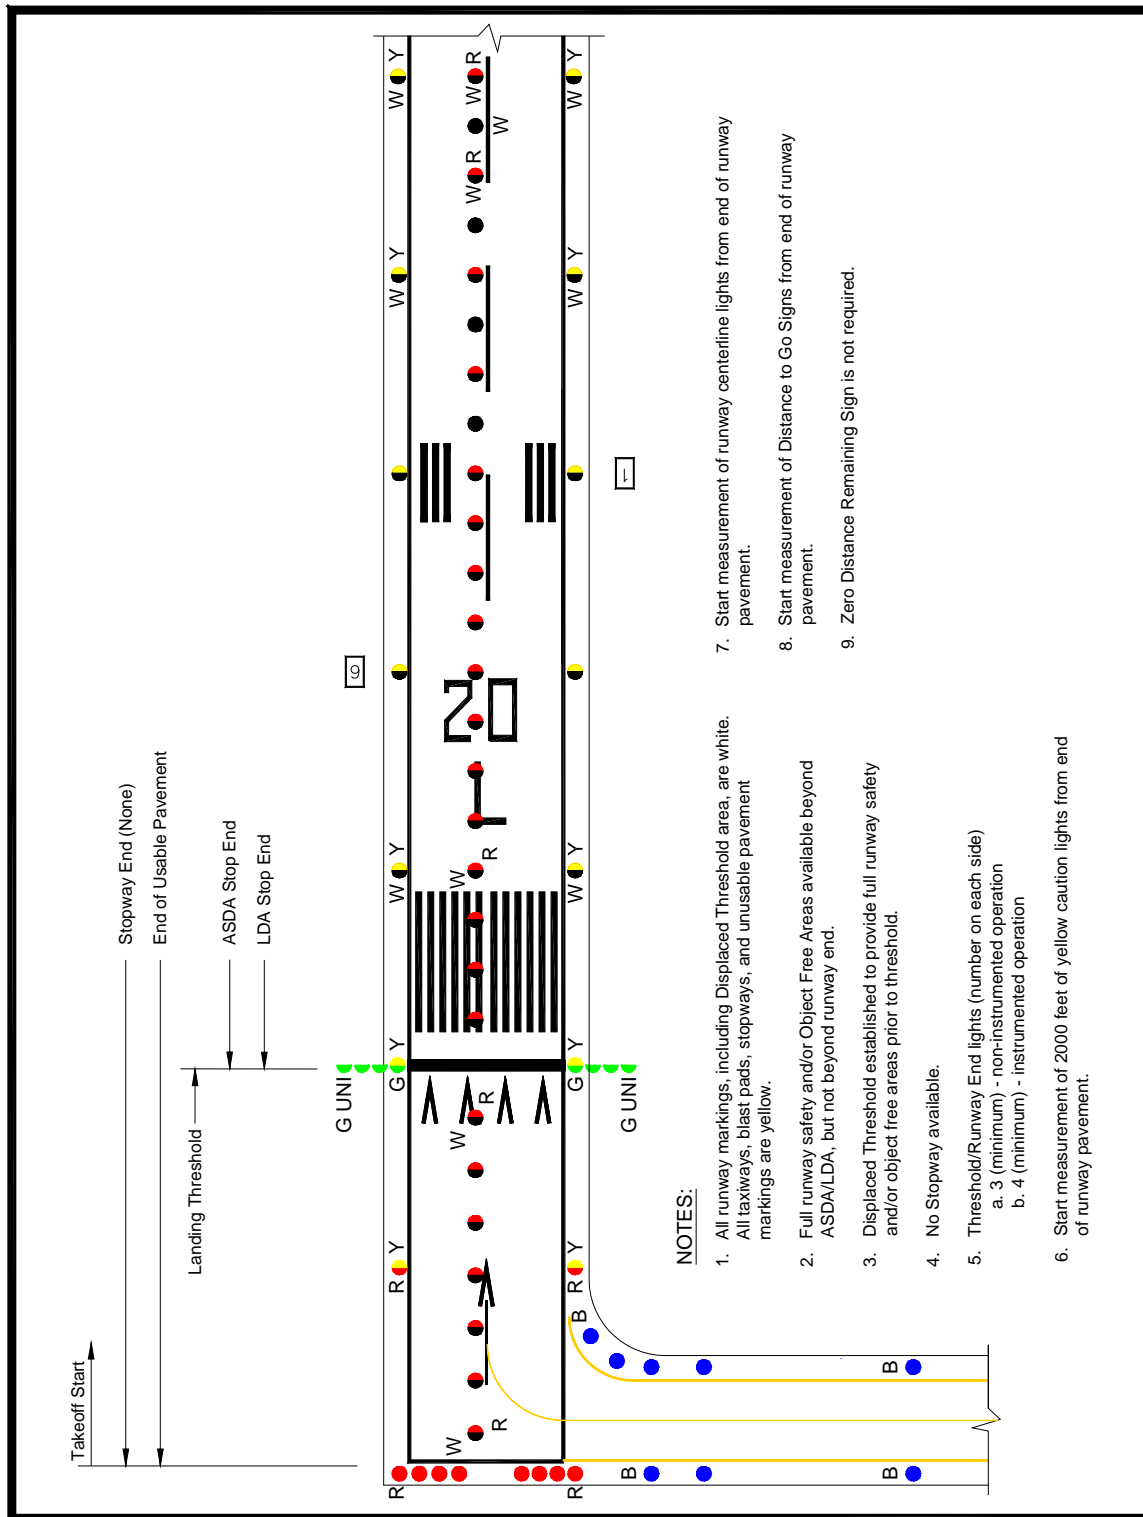 Takeoff Start
Stopway End (None)
End of Usable Pavement
Landing Threshold
ASDA Stop End
LDA Stop End
G UNI
R
R Y
G Y
W Y
W Y
W Y
W
R
W
R
W
R
L
20
W R
W R
W
1
R
R Y
G Y
W Y
W Y
W Y
G UNI
B
B
B
B
NOTES:
1. All runway markings, including Displaced Threshold area, are white.
All taxiways, blast pads, stopways, and unusable pavement
markings are yellow.
2. Full runway safety and/or Object Free Areas available beyond
ASDA/LDA, but not beyond runway end.
3. Displaced Threshold established to provide full runway safety
and/or object free areas prior to threshold.
4. No Stopway available.
5. Threshold/Runway End lights (number on each side)
a. 3 (minimum) - non-instrumented operation
b. 4 (minimum) - instrumented operation
6. Start measurement of 2000 feet of yellow caution lights from end
of runway pavement.
7. Start measurement of runway centerline lights from end of runway
pavement.
8. Start measurement of Distance to Go Signs from end of runway
pavement.
9. Zero Distance Remaining Sign is not required.